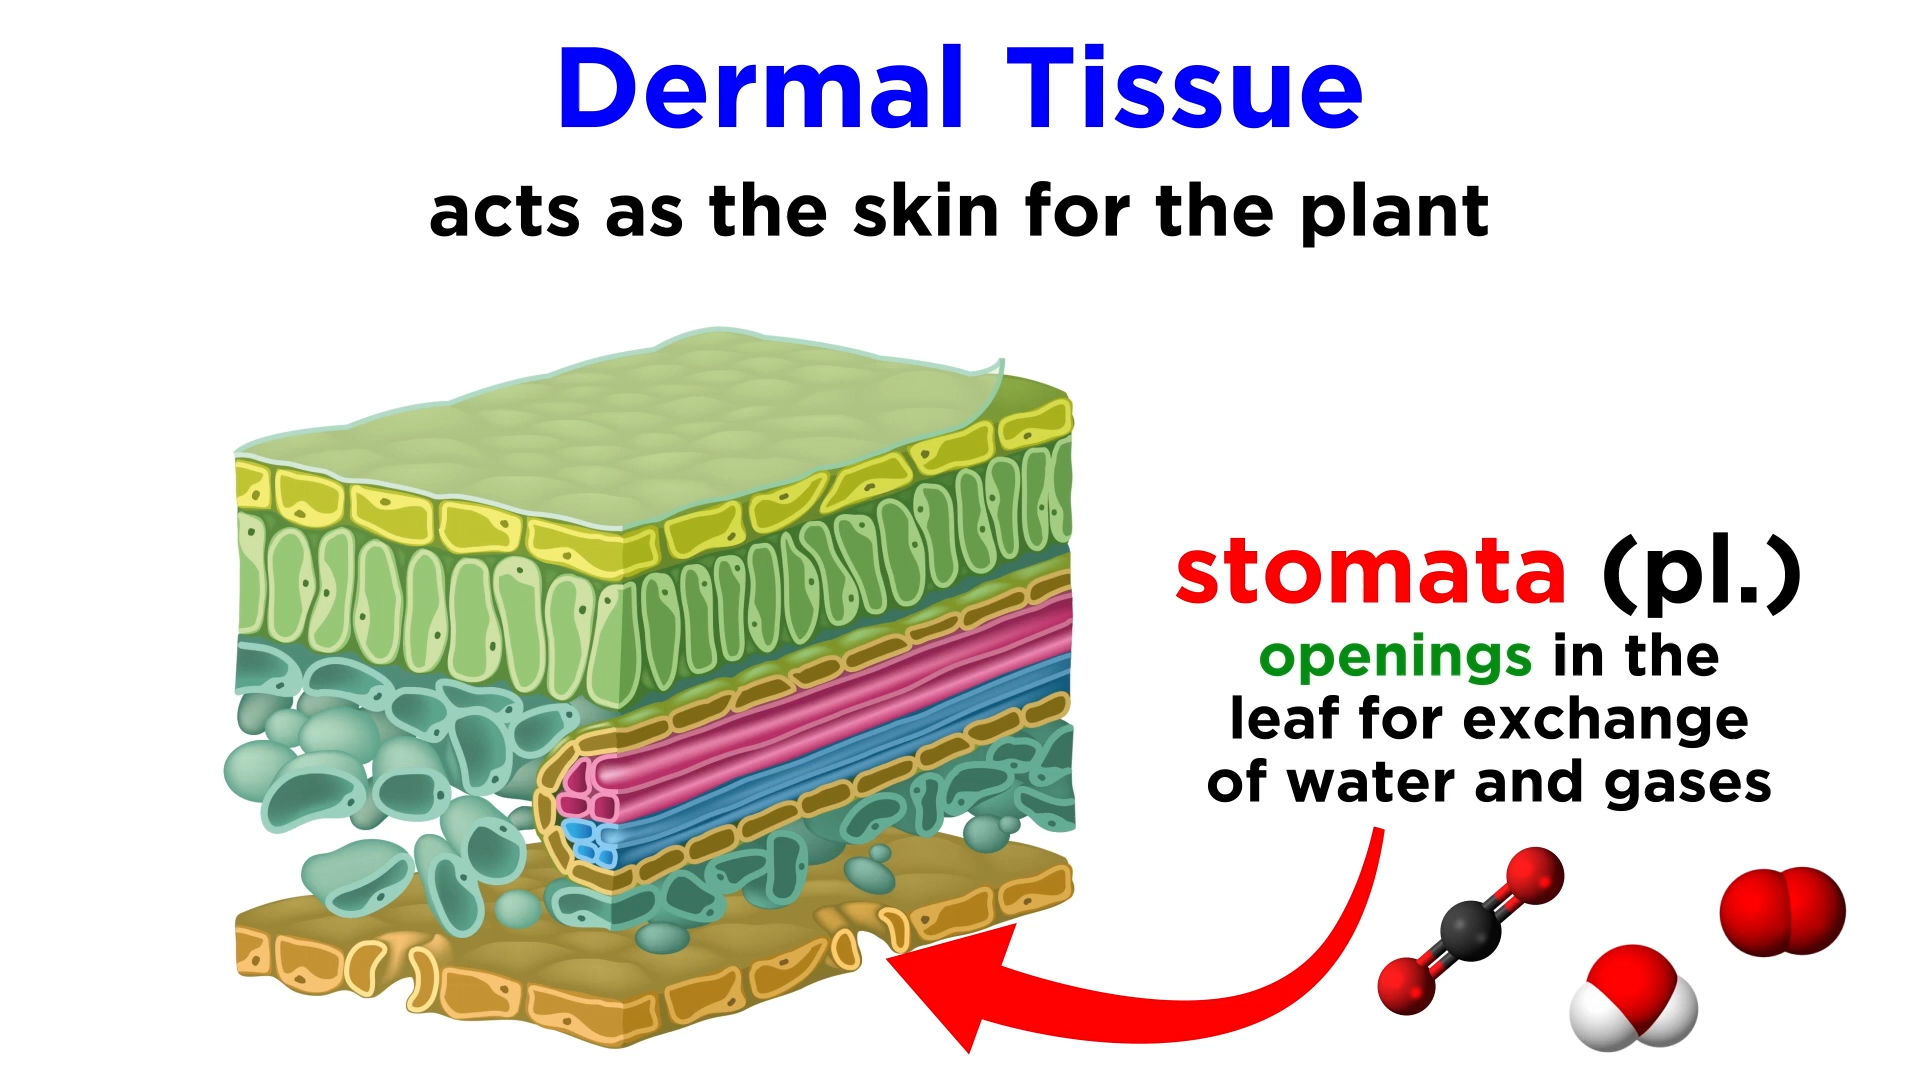 Dermal Tissue
acts as the skin for the plant
stomata (pl.)
openings in the
leaf for exchange
of water and gases